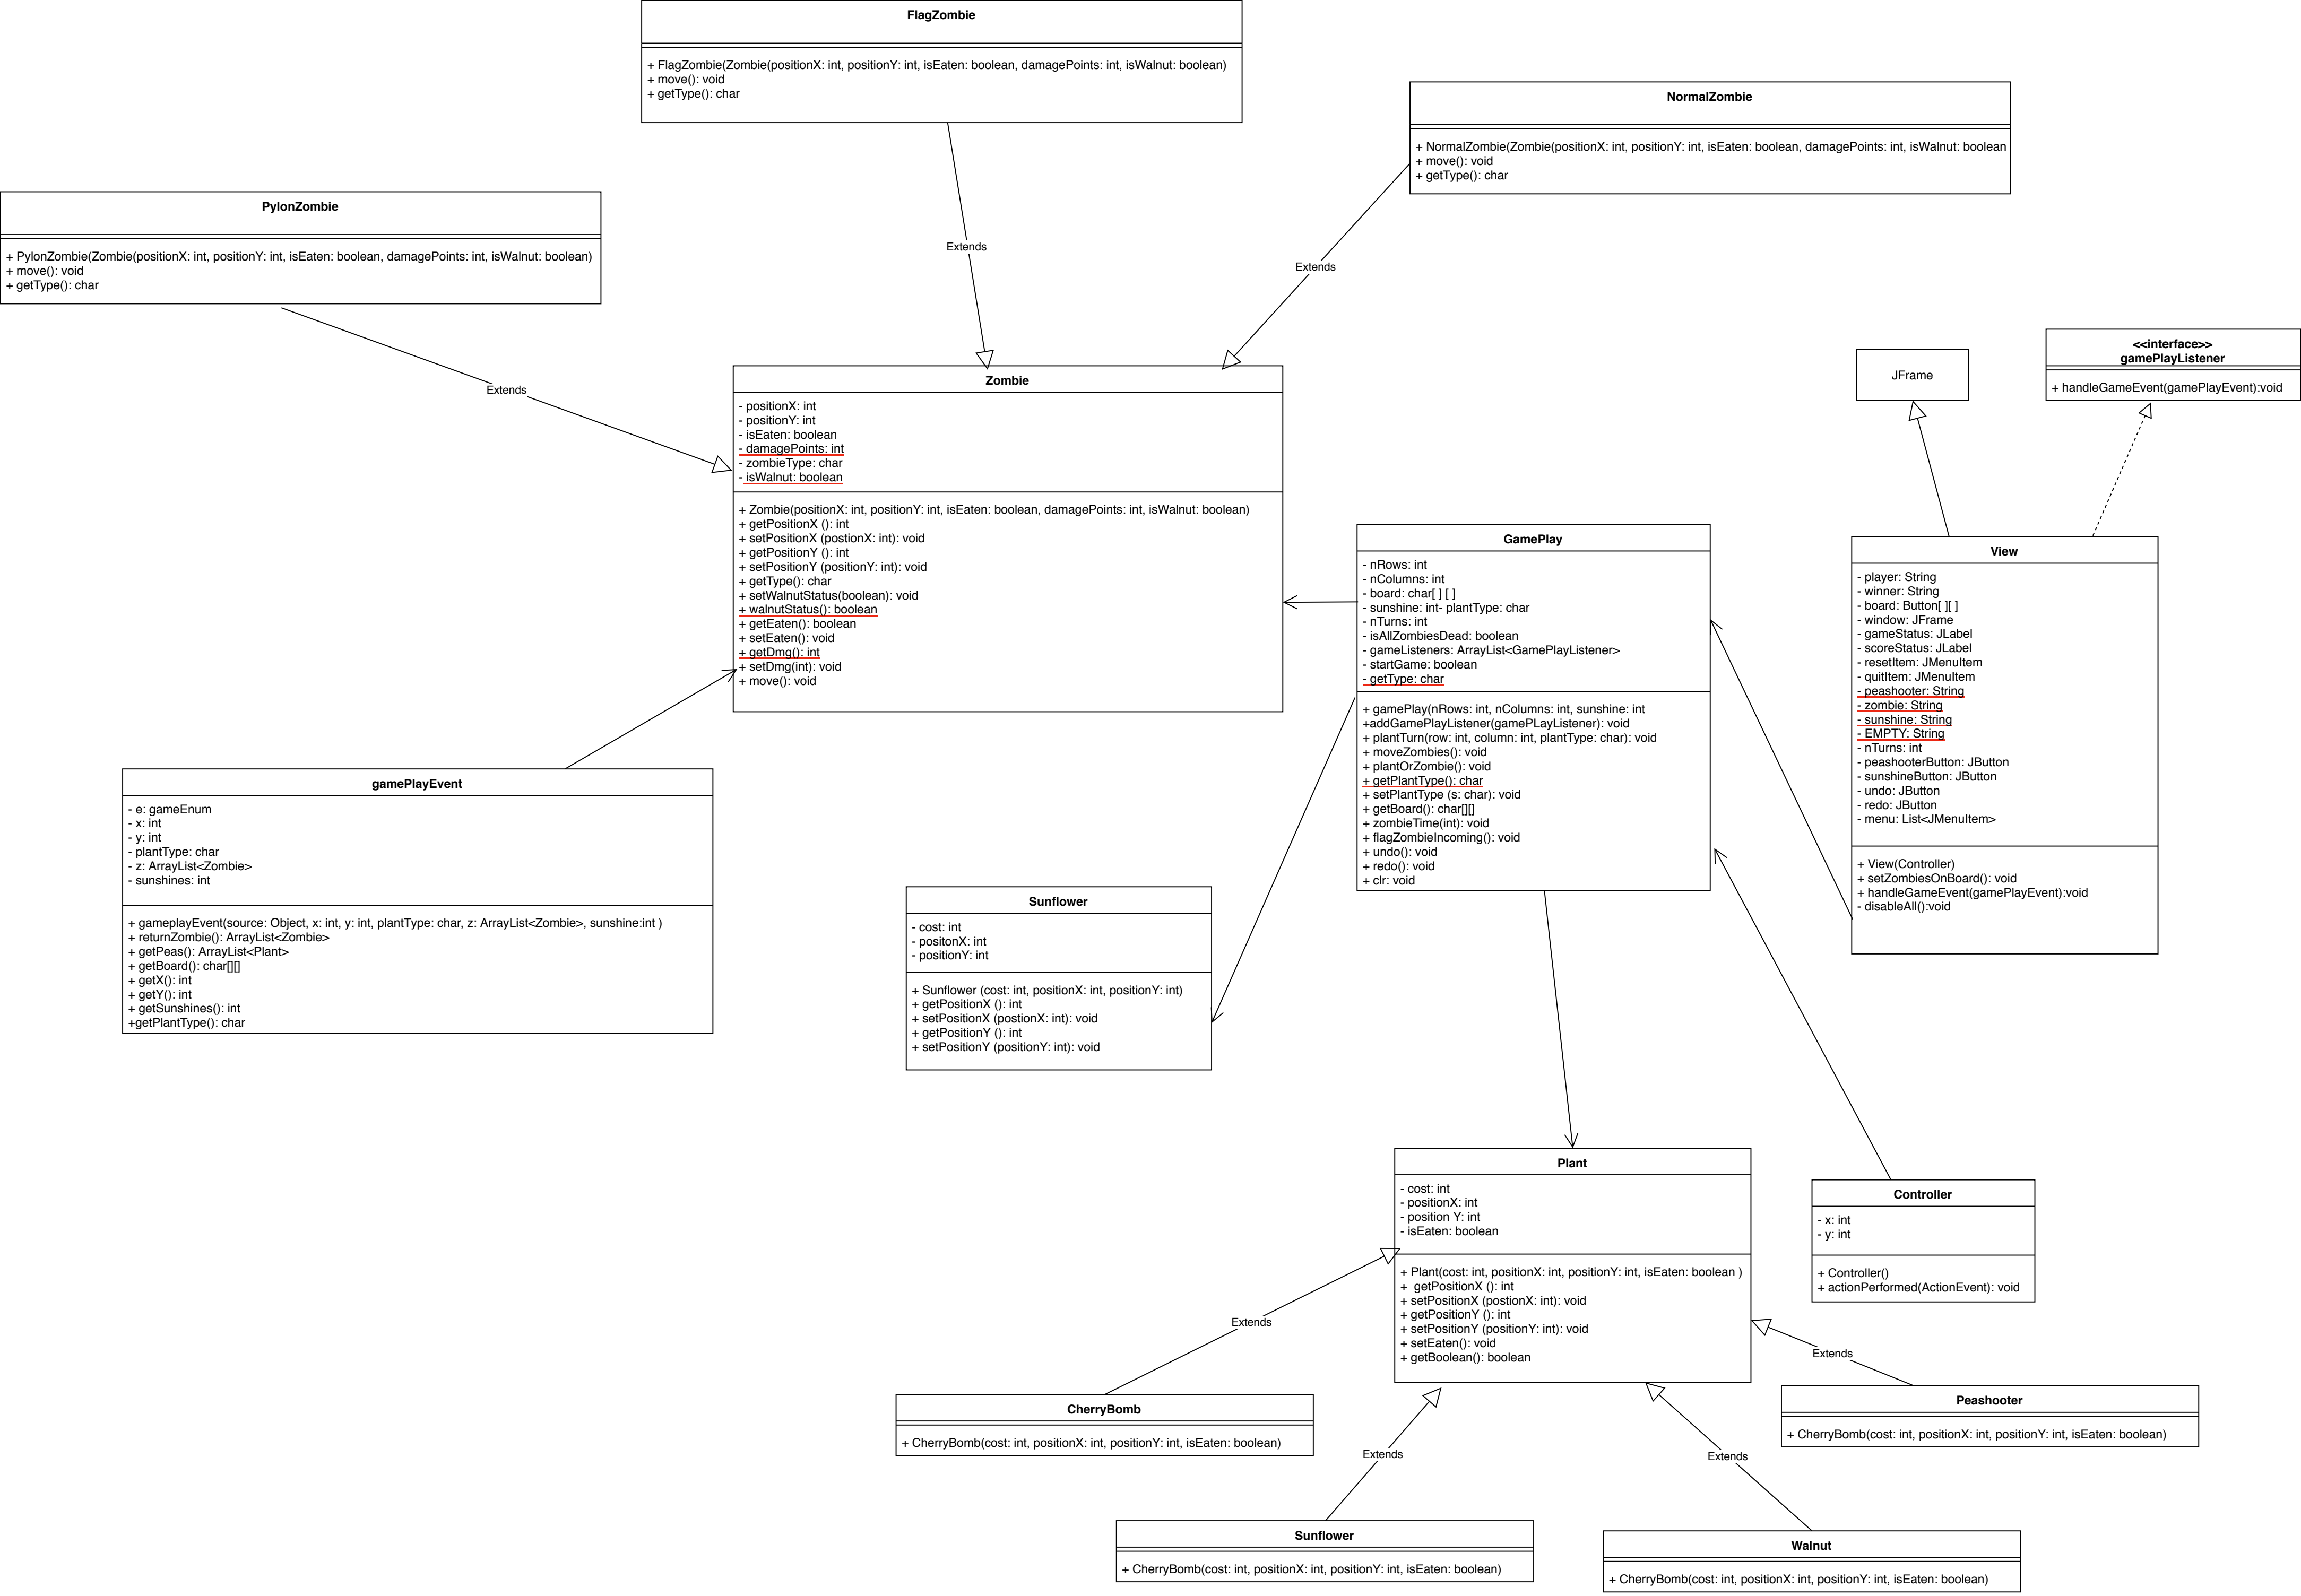 FlagZombie
+ FlagZombie(Zombie(positionX: int, positionY: int, isEaten: boolean, damagePoints: int, isWalnut: boolean)
+ move(): void
+ getType(): char
NormalZombie
+ NormalZombie(Zombie(positionX: int, positionY: int, isEaten: boolean, damagePoints: int, isWalnut: boolean
+ move(): void
+ getType(): char
PylonZombie
+ PylonZombie(Zombie(positionX: int, positionY: int, isEaten: boolean, damagePoints: int, isWalnut: boolean)
+ move(): void
+ getType(): char
Extends
Extends
Extends
Zombie
- positionX: int
- positionY: int
- isEaten: boolean
- damagePoints: int
- zombieType: char
- isWalnut: boolean
+ Zombie(positionX: int, positionY: int, isEaten: boolean, damagePoints: int, isWalnut: boolean)
+ getPositionX (): int
+ setPositionX (postionX: int): void
+ getPositionY (): int
+ setPositionY (positionY: int): void
+ getType(): char
+ setWalnutStatus(boolean): void
+ walnutStatus(): boolean
+ getEaten(): boolean
+ setEaten(): void
+ getDmg(): int
+ setDmg(int): void
+ move(): void
JFrame
<<interface>>
gamePlayListener
+ handleGameEvent(gamePlayEvent):void
GamePlay
- nRows: int
- nColumns: int
- board: char[ ] [ ]
- sunshine: int- plantType: char
- nTurns: int
- isAllZombiesDead: boolean
- gameListeners: ArrayList<GamePlayListener>
- startGame: boolean
- getType: char
+ gamePlay(nRows: int, nColumns: int, sunshine: int
+addGamePlayListener(gamePLayListener): void
+ plantTurn(row: int, column: int, plantType: char): void
+ moveZombies(): void
+ plantOrZombie(): void
+ getPlantType(): char
+ setPlantType (s: char): void
+ getBoard(): char[][]
+ zombieTime(int): void
+ flagZombieIncoming(): void
+ undo(): void
+ redo(): void
+ clr: void
View
- player: String
- winner: String
- board: Button[ ][ ]
- window: JFrame
- gameStatus: JLabel
- scoreStatus: JLabel
- resetItem: JMenuItem
- quitItem: JMenuItem
- peashooter: String
- zombie: String
- sunshine: String
- EMPTY: String
- nTurns: int
- peashooterButton: JButton
- sunshineButton: JButton
- undo: JButton
- redo: JButton
- menu: List<JMenuItem>
+ View(Controller)
+ setZombiesOnBoard(): void
+ handleGameEvent(gamePlayEvent):void
- disableAll():void
gamePlayEvent
- e: gameEnum
- x: int
- y: int
- plantType: char
- z: ArrayList<Zombie>
- sunshines: int
+ gameplayEvent(source: Object, x: int, y: int, plantType: char, z: ArrayList<Zombie>, sunshine:int )
+ returnZombie(): ArrayList<Zombie>
+ getPeas(): ArrayList<Plant>
+ getBoard(): char[][]
+ getX(): int
+ getY(): int
+ getSunshines(): int
+getPlantType(): char
Sunflower
- cost: int
- positonX: int
- positionY: int
+ Sunflower (cost: int, positionX: int, positionY: int)
+ getPositionX (): int
+ setPositionX (postionX: int): void
+ getPositionY (): int
+ setPositionY (positionY: int): void
Plant
- cost: int
- positionX: int
- position Y: int
- isEaten: boolean
+ Plant(cost: int, positionX: int, positionY: int, isEaten: boolean )
+  getPositionX (): int
+ setPositionX (postionX: int): void
+ getPositionY (): int
+ setPositionY (positionY: int): void
+ setEaten(): void
+ getBoolean(): boolean
Controller
- x: int
- y: int
+ Controller()
+ actionPerformed(ActionEvent): void
Extends
Extends
Extends
Extends
CherryBomb
+ CherryBomb(cost: int, positionX: int, positionY: int, isEaten: boolean)
Peashooter
+ CherryBomb(cost: int, positionX: int, positionY: int, isEaten: boolean)
Sunflower
+ CherryBomb(cost: int, positionX: int, positionY: int, isEaten: boolean)
Walnut
+ CherryBomb(cost: int, positionX: int, positionY: int, isEaten: boolean)